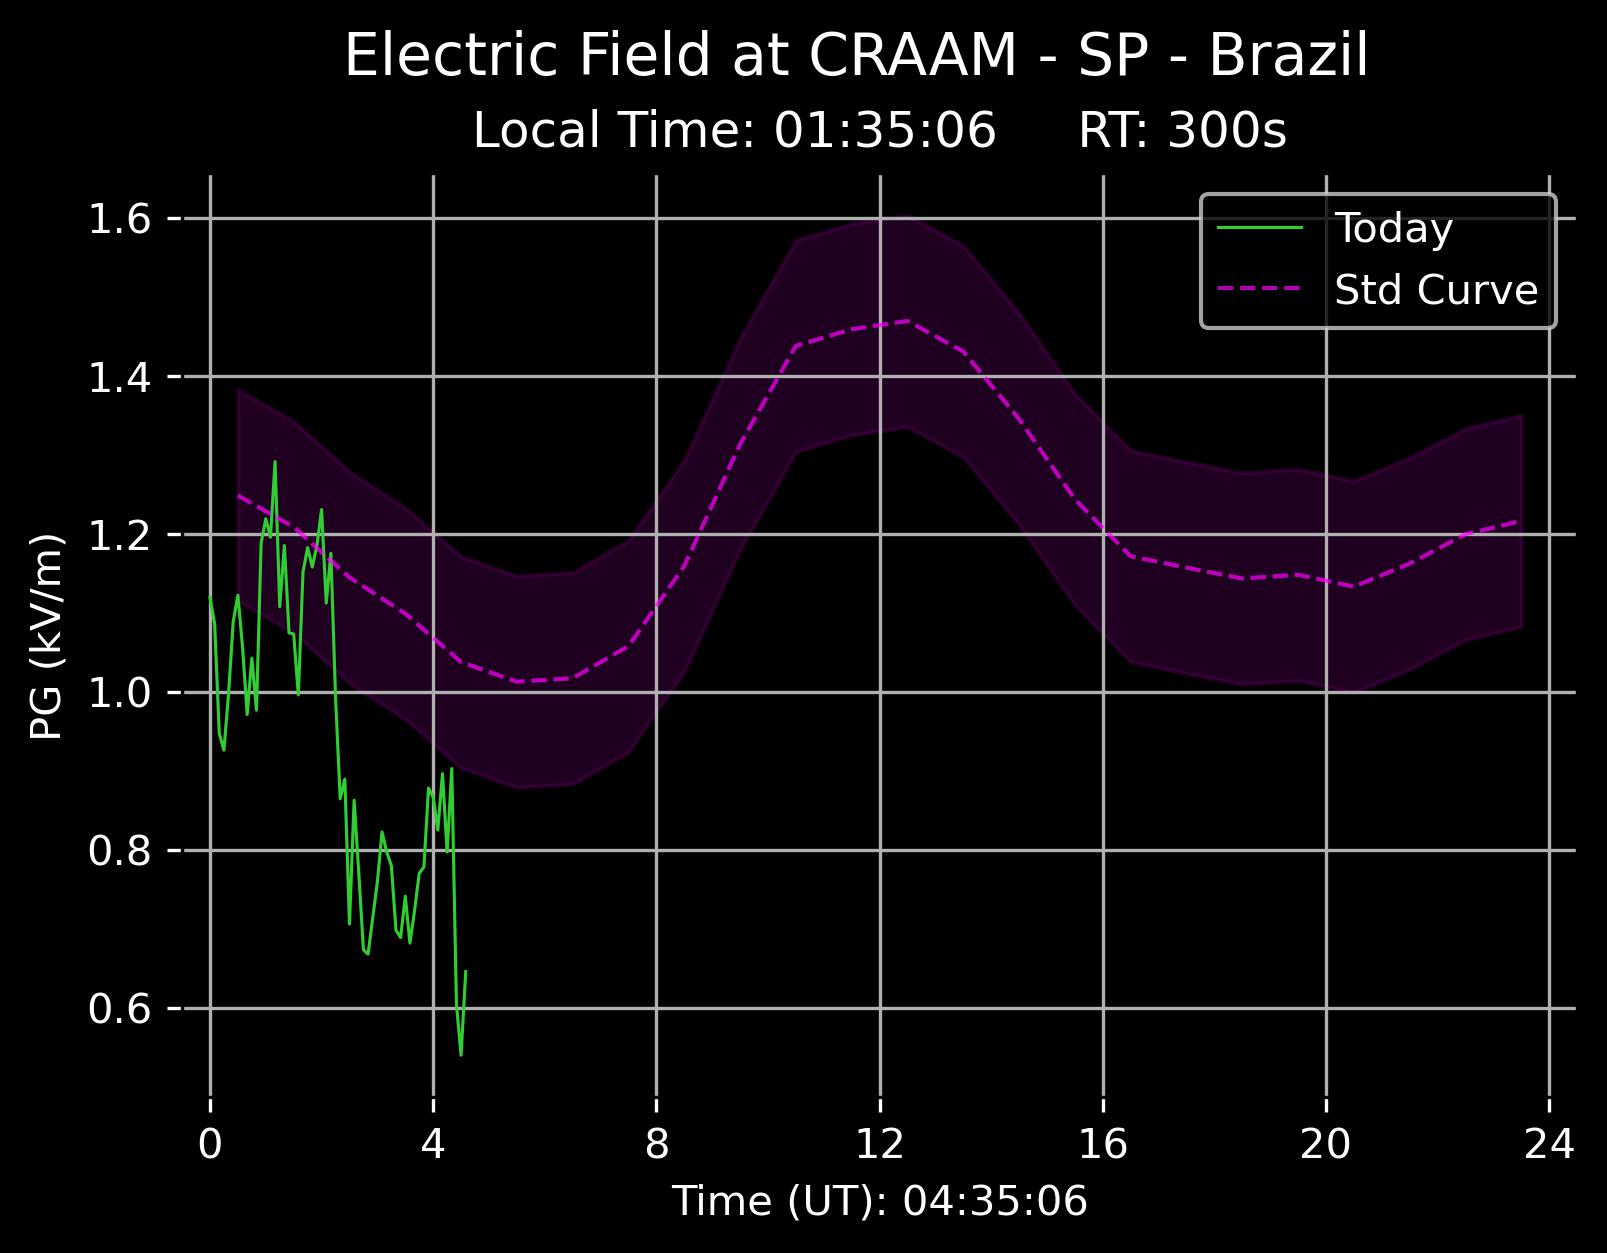 Electric Field at CRAAM - SP - Brazil
Local Time: 01:35:06 RT: 300s
Today
Std Curve
PG (kV/m)
1.6
1.4
1.2
1.0
0.8
0.6
0 4 8 12 16 20 24
Time (UT): 04:35:06